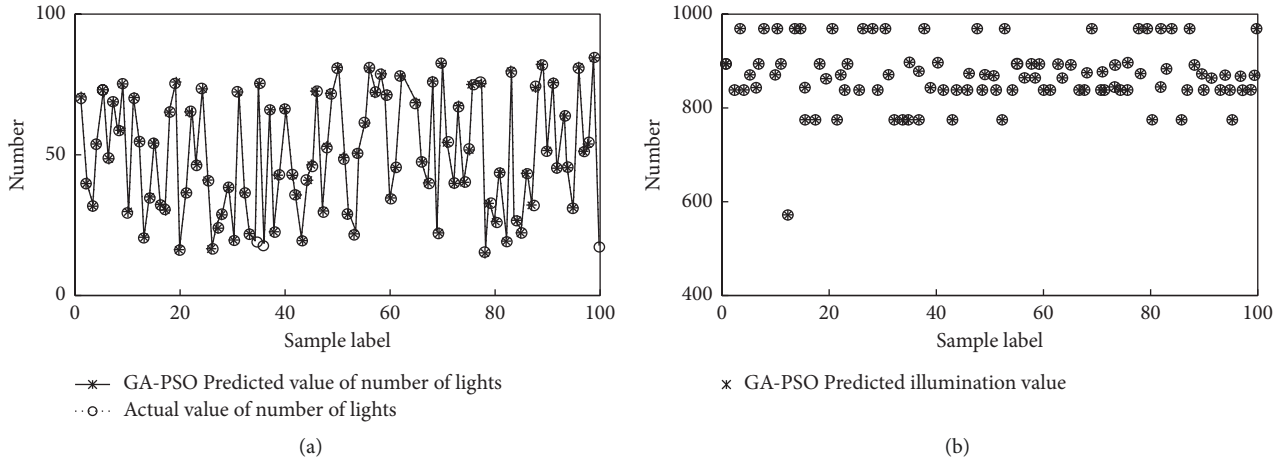 100
50
0
Number
0 20 40 60 80 100
Sample label
GA-PSO Predicted value of number of lights
Actual value of number of lights
(a)
1000
800
600
400
Number
0 20 40 60 80 100
Sample label
GA-PSO Predicted illumination value
(b)